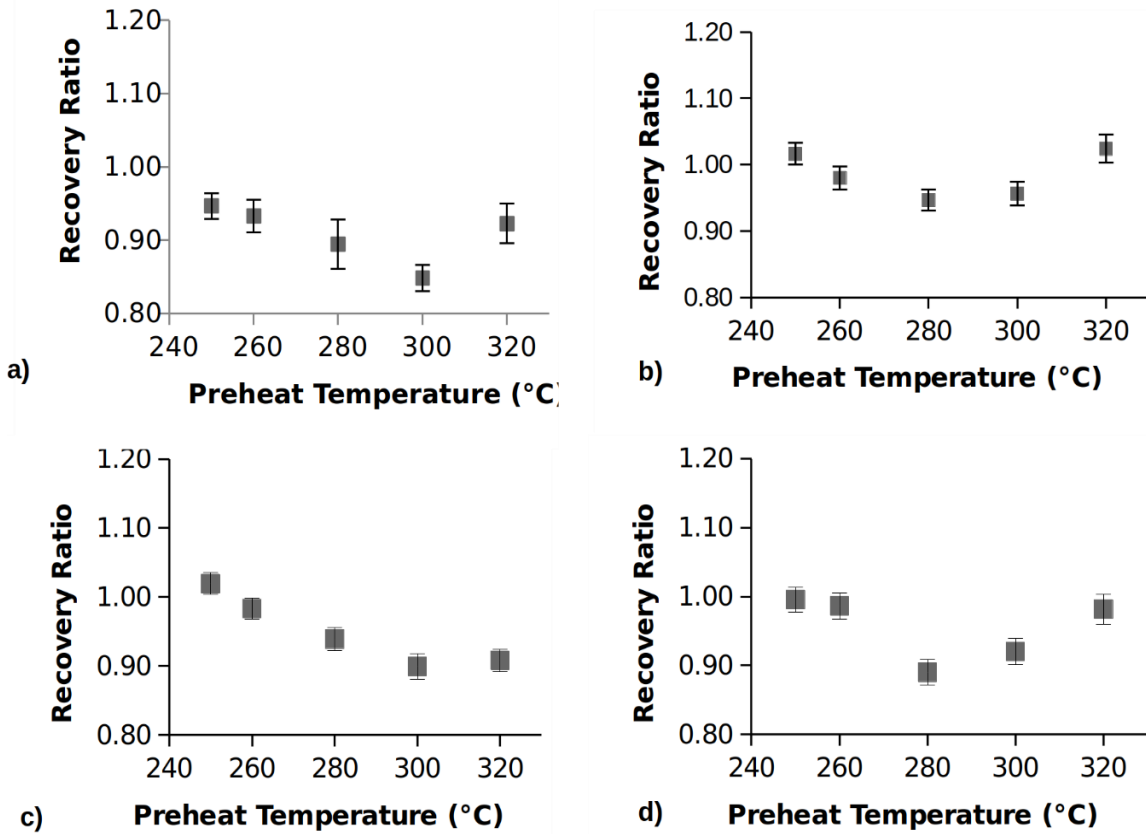 1.20
1.10
1.00
0.90
0.80
Recovery Ratio
240 260 280 300 320
a)
Preheat Temperature (°C)
1.20
1.10
1.00
0.90
0.80
Recovery Ratio
240 260 280 300 320
b)
Preheat Temperature (°C)
1.20
1.10
1.00
0.90
0.80
Recovery Ratio
240 260 280 300 320
c)
Preheat Temperature (°C)
1.20
1.10
1.00
0.90
0.80
Recovery Ratio
240 260 280 300 320
d)
Preheat Temperature (°C)